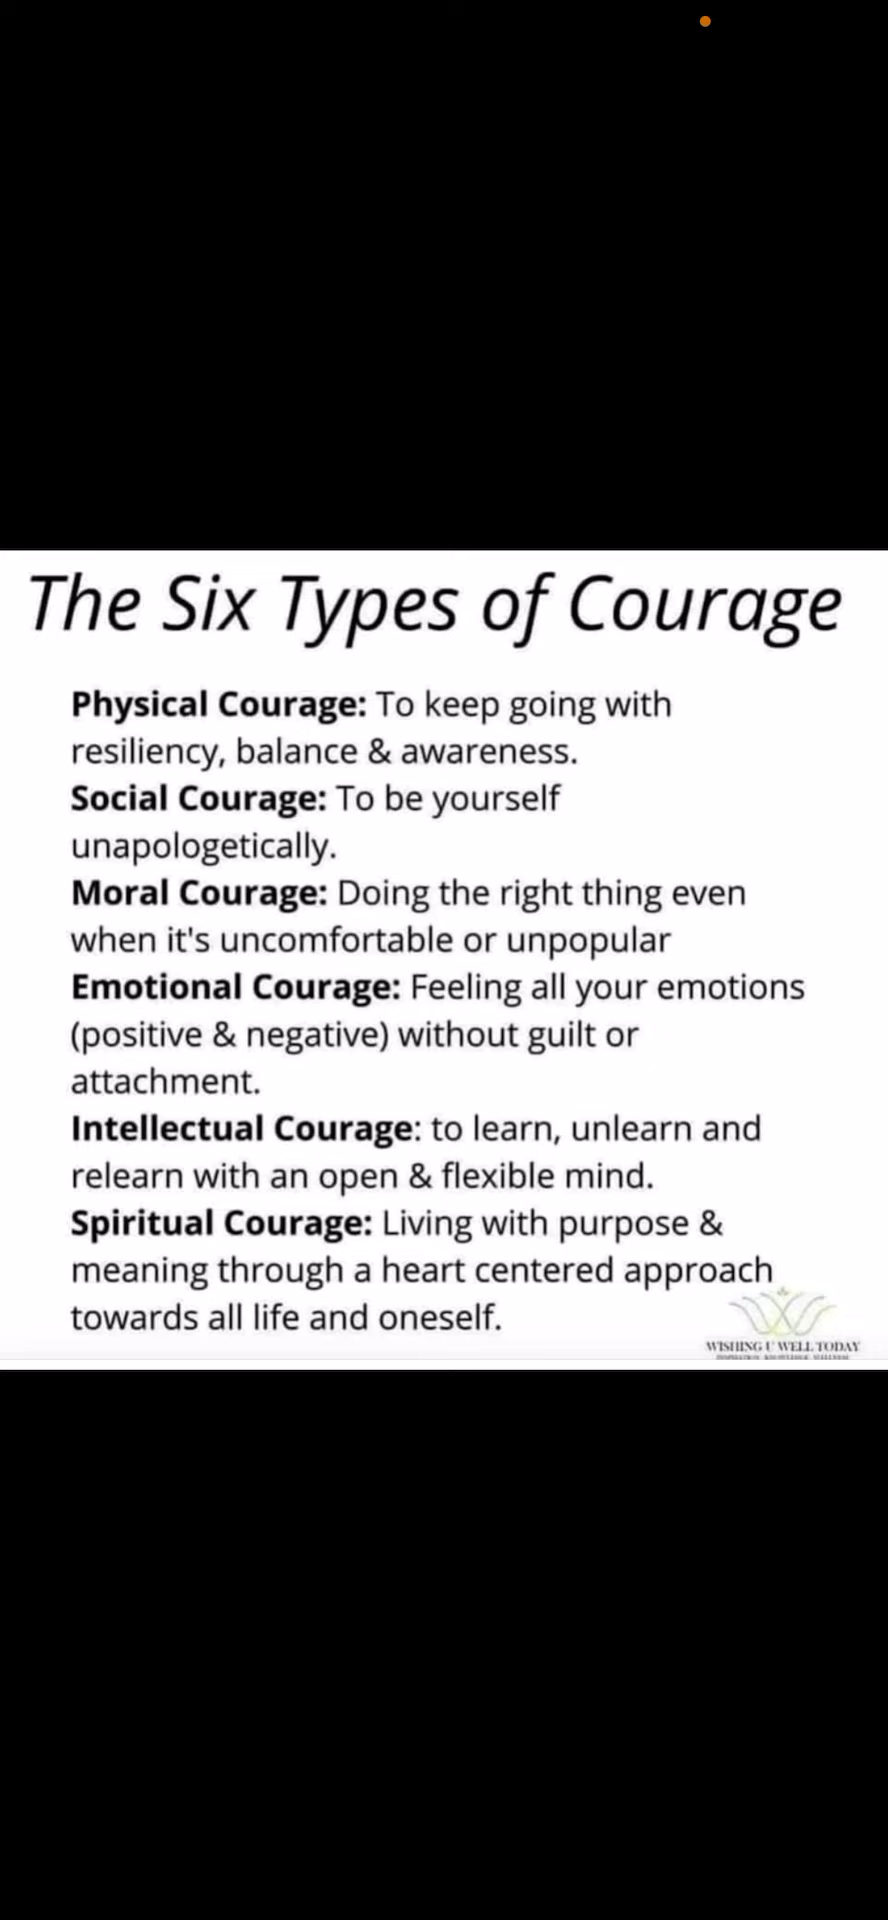 The Six Types of Courage
Physical Courage: To keep going with
resiliency, balance & awareness.
Social Courage: To be yourself
unapologetically.
Moral Courage: Doing the right thing even
when it's uncomfortable or unpopular
Emotional Courage: Feeling all your emotions
(positive & negative) without guilt or
attachment.
Intellectual Courage: to learn, unlearn and
relearn with an open & flexible mind.
Spiritual Courage: Living with purpose &
meaning through a heart centered approach
towards all life and oneself.
WISHING U WELL TODAY